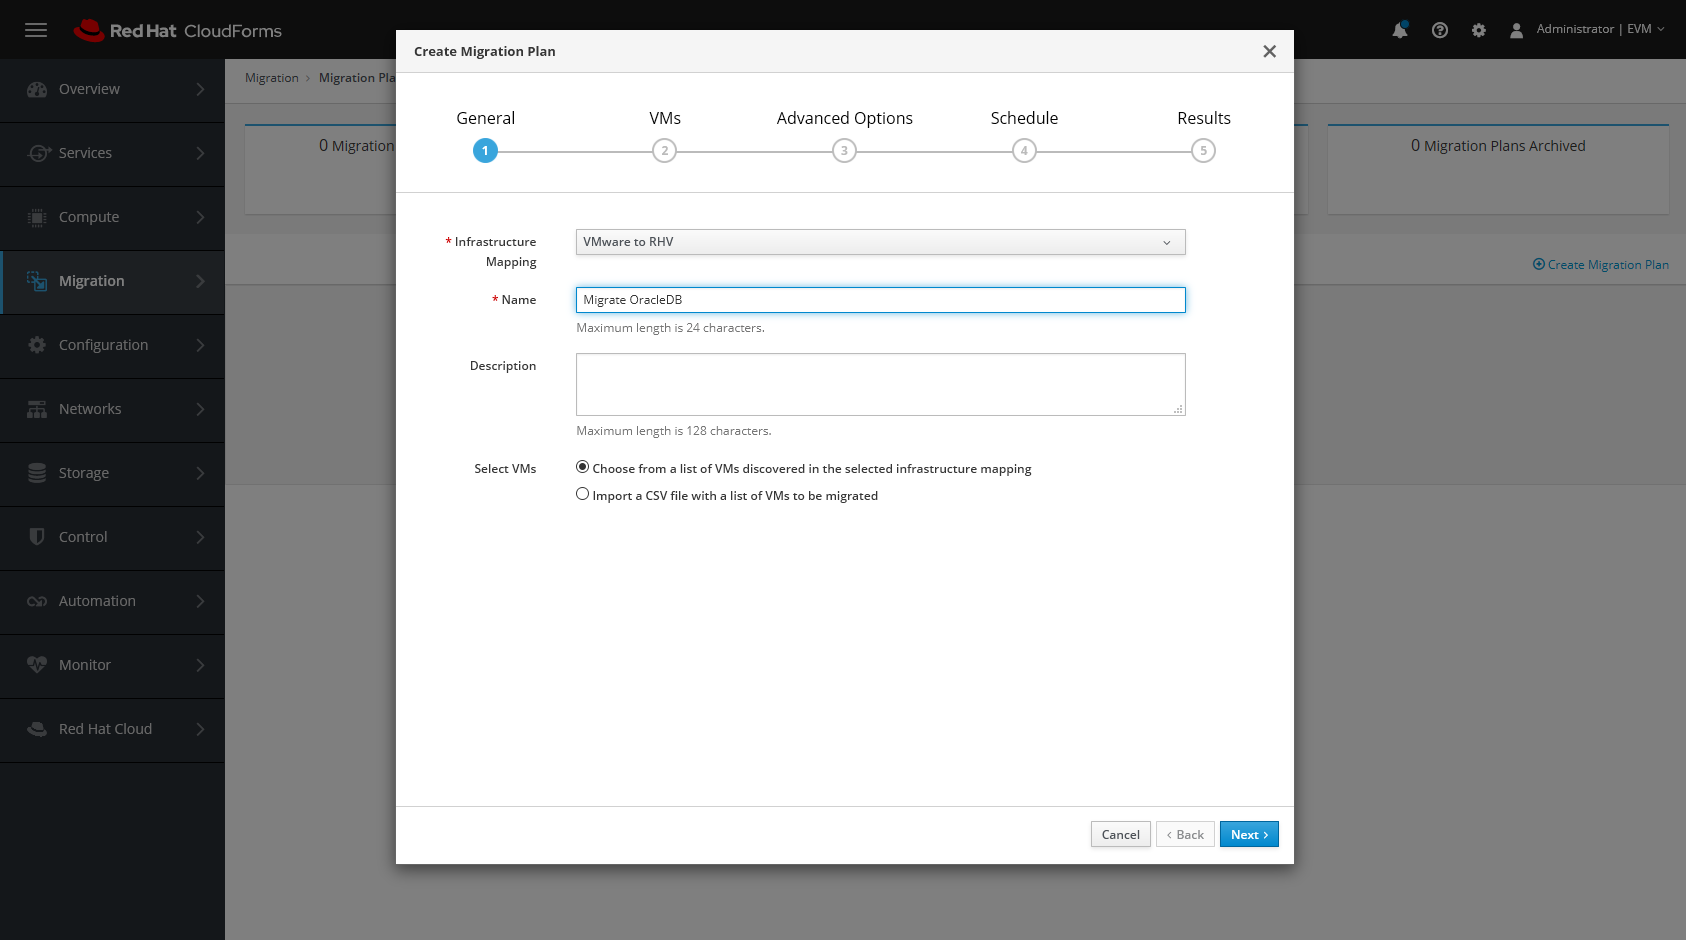 Red Hat CloudForms
Administrator | EVM
Overview
Services
Compute
Migration
Configuration
Networks
Storage
Control
Automation
Monitor
Red Hat Cloud
Migration > Migration Pla
0 Migration
0 Migration Plans Archived
Create Migration Plan
Create Migration Plan
General
VMs
Advanced Options
Schedule
Results
1
2
3
4
5
* Infrastructure
Mapping
VMware to RHV
* Name
Migrate OracleDB
Maximum length is 24 characters.
Description
Maximum length is 128 characters.
Select VMs
Choose from a list of VMs discovered in the selected infrastructure mapping
Import a CSV file with a list of VMs to be migrated
Cancel
< Back
Next >